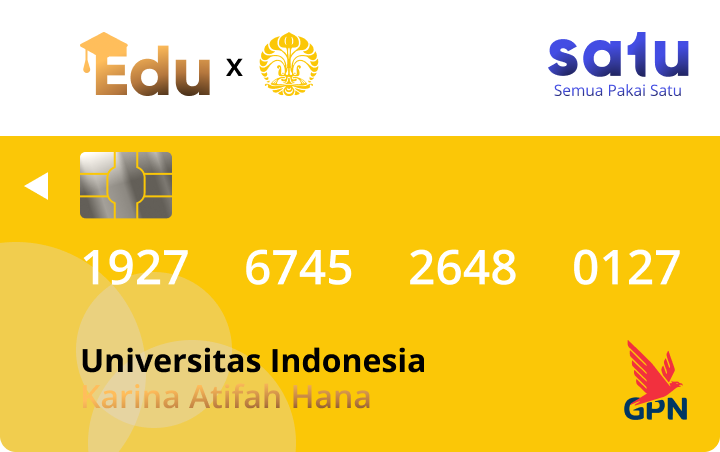 Edu x
satu
Semua Pakai Satu
1927 6745 2648 0127
Universitas Indonesia
Karina Atifah Hana
GPN